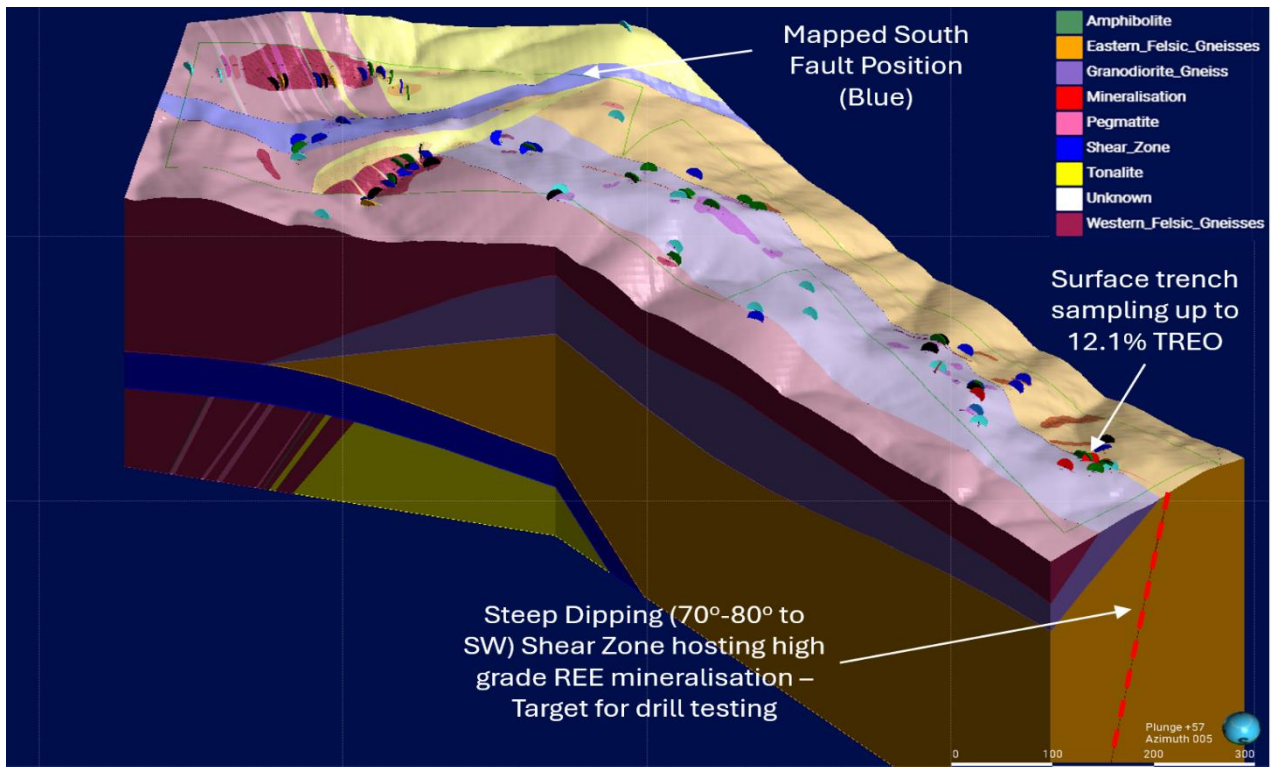 Mapped South
Fault Position
(Blue)
Amphibolite
Eastern_Felsic_Gneisses
Granodiorite_Gneiss
Mineralisation
Pegmatite
Shear_Zone
Tonalite
Unknown
Western_Felsic_Gneisses
Surface trench
sampling up to
12.1% TREO
Steep Dipping (70º-80º to
SW) Shear Zone hosting high
grade REE mineralisation –
Target for drill testing
Plunge +57
Azimuth 005
0 100 200 300